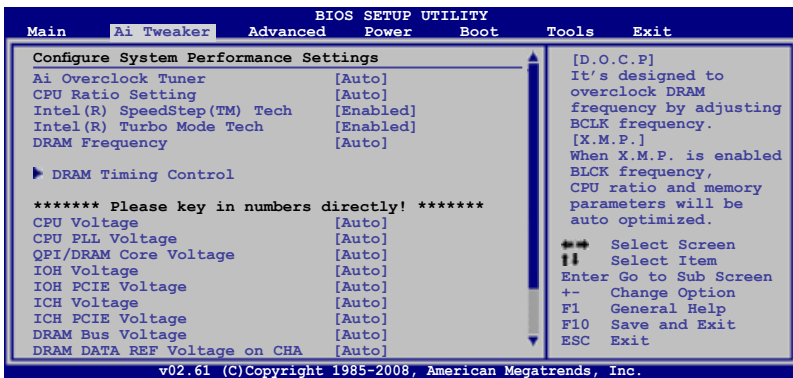 BIOS SETUP UTILITY
Main Ai Tweaker Advanced Power Boot Tools Exit
Configure System Performance Settings
Ai Overclock Tuner [Auto]
CPU Ratio Setting [Auto]
Intel(R) SpeedStep(TM) Tech [Enabled]
Intel(R) Turbo Mode Tech [Enabled]
DRAM Frequency [Auto]
DRAM Timing Control
******* Please key in numbers directly! *******
CPU Voltage [Auto]
CPU PLL Voltage [Auto]
QPI/DRAM Core Voltage [Auto]
IOH Voltage [Auto]
IOH PCIE Voltage [Auto]
ICH Voltage [Auto]
ICH PCIE Voltage [Auto]
DRAM Bus Voltage [Auto]
DRAM DATA REF Voltage on CHA [Auto]
[D.O.C.P]
It's designed to
overclock DRAM
frequency by adjusting
BCLK frequency.
[X.M.P.]
When X.M.P. is enabled
BLCK frequency,
CPU ratio and memory
parameters will be
auto optimized.
Select Screen
Select Item
Enter Go to Sub Screen
+- Change Option
F1 General Help
F10 Save and Exit
ESC Exit
v02.61 (C)Copyright 1985-2008, American Megatrends, Inc.